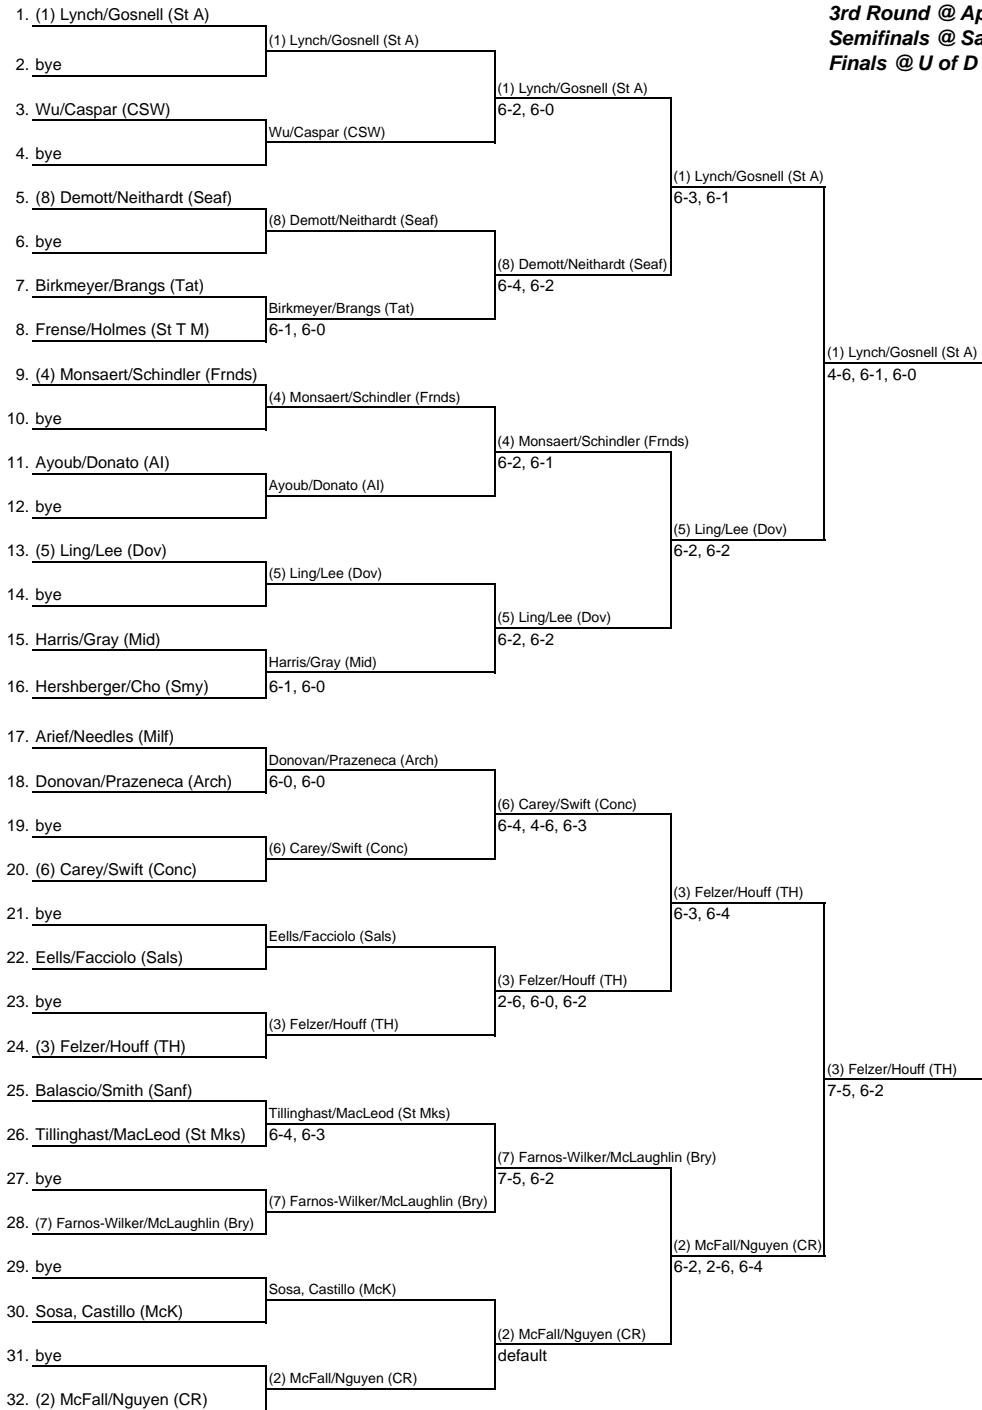 1. (1) Lynch/Gosnell (St A)
2. bye
3. Wu/Caspar (CSW)
4. bye
5. (8) Demott/Neithardt (Seaf)
6. bye
7. Birkmeyer/Brangs (Tat)
8. Frense/Holmes (St T M)
9. (4) Monsaert/Schindler (Frnds)
10. bye
11. Ayoub/Donato (AI)
12. bye
13. (5) Ling/Lee (Dov)
14. bye
15. Harris/Gray (Mid)
16. Hershberger/Cho (Smy)
17. Arief/Needles (Milf)
18. Donovan/Prazeneca (Arch)
19. bye
20. (6) Carey/Swift (Conc)
21. bye
22. Eells/Facciolo (Sals)
23. bye
24. (3) Felzer/Houff (TH)
25. Balascio/Smith (Sanf)
26. Tillinghast/MacLeod (St Mks)
27. bye
28. (7) Farnos-Wilker/McLaughlin (Bry)
29. bye
30. Sosa, Castillo (McK)
31. bye
32. (2) McFall/Nguyen (CR)
(1) Lynch/Gosnell (St A)
Wu/Caspar (CSW)
(8) Demott/Neithardt (Seaf)
Birkmeyer/Brangs (Tat)
6-1, 6-0
(4) Monsaert/Schindler (Frnds)
Ayoub/Donato (AI)
(5) Ling/Lee (Dov)
Harris/Gray (Mid)
6-1, 6-0
Donovan/Prazeneca (Arch)
6-0, 6-0
(6) Carey/Swift (Conc)
Eells/Facciolo (Sals)
(3) Felzer/Houff (TH)
Tillinghast/MacLeod (St Mks)
6-4, 6-3
(7) Farnos-Wilker/McLaughlin (Bry)
Sosa, Castillo (McK)
(2) McFall/Nguyen (CR)
(1) Lynch/Gosnell (St A)
6-2, 6-0
(8) Demott/Neithardt (Seaf)
6-4, 6-2
(4) Monsaert/Schindler (Frnds)
6-2, 6-1
(5) Ling/Lee (Dov)
6-2, 6-2
(6) Carey/Swift (Conc)
6-4, 4-6, 6-3
(3) Felzer/Houff (TH)
2-6, 6-0, 6-2
(7) Farnos-Wilker/McLaughlin (Bry)
7-5, 6-2
(2) McFall/Nguyen (CR)
default
(1) Lynch/Gosnell (St A)
6-3, 6-1
(5) Ling/Lee (Dov)
6-2, 6-2
(3) Felzer/Houff (TH)
6-3, 6-4
(2) McFall/Nguyen (CR)
6-2, 2-6, 6-4
3rd Round @ Ap
Semifinals @ Sa
Finals @ U of D
(1) Lynch/Gosnell (St A)
4-6, 6-1, 6-0
(3) Felzer/Houff (TH)
7-5, 6-2